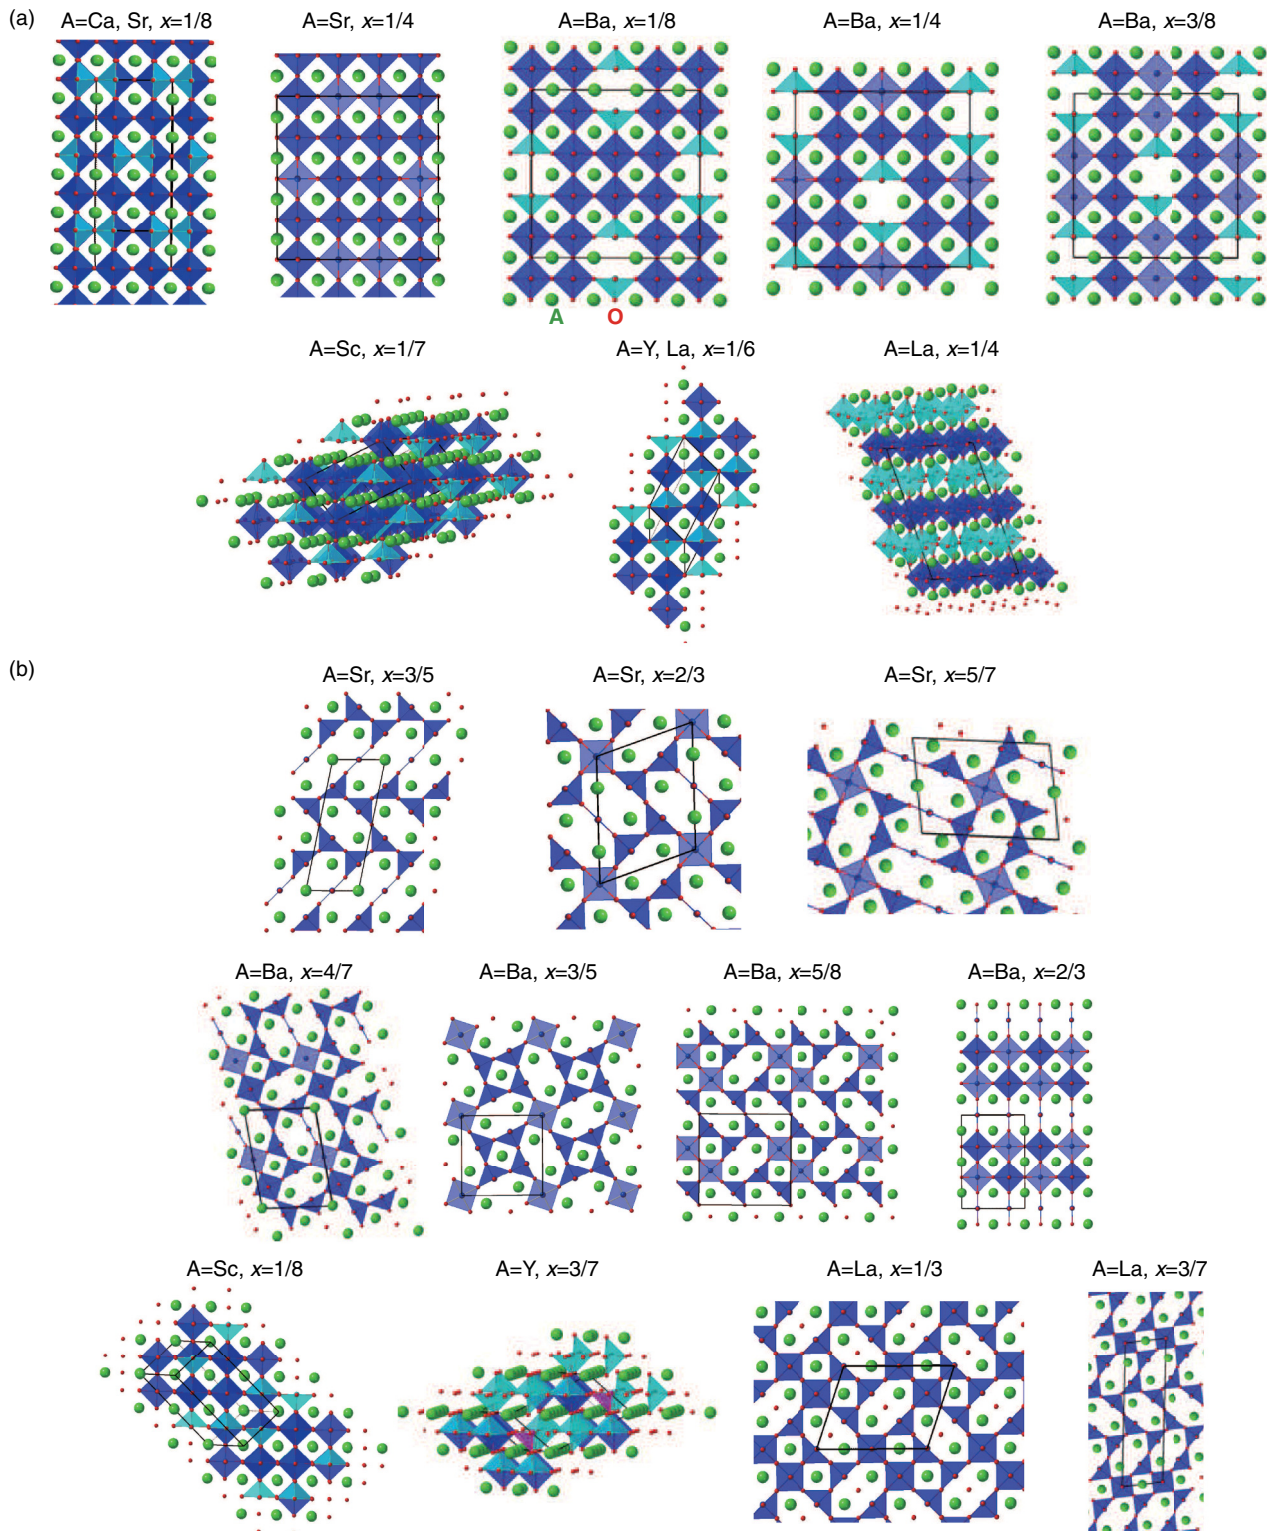 (a)
A=Ca, Sr, x=1/8
A=Sr, x=1/4
A=Ba, x=1/8
A=Ba, x=1/4
A=Ba, x=3/8
A
O
A=Sc, x=1/7
A=Y, La, x=1/6
A=La, x=1/4
(b)
A=Sr, x=3/5
A=Sr, x=2/3
A=Sr, x=5/7
A=Ba, x=4/7
A=Ba, x=3/5
A=Ba, x=5/8
A=Ba, x=2/3
A=Sc, x=1/8
A=Y, x=3/7
A=La, x=1/3
A=La, x=3/7